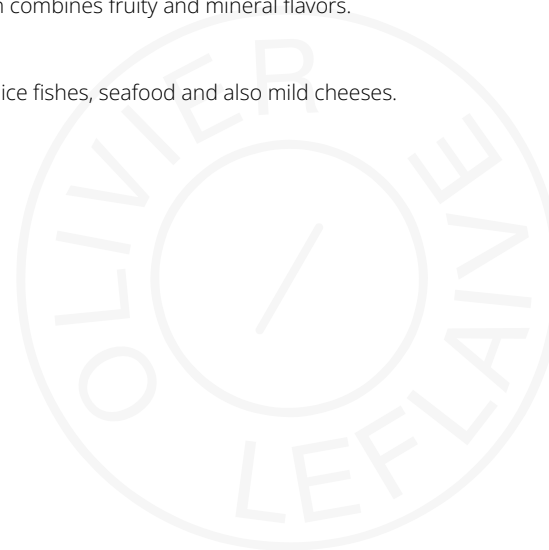 combines fruity and mineral flavors.
ice fishes, seafood and also mild cheeses.
OLIVIER
LEFLAIVE